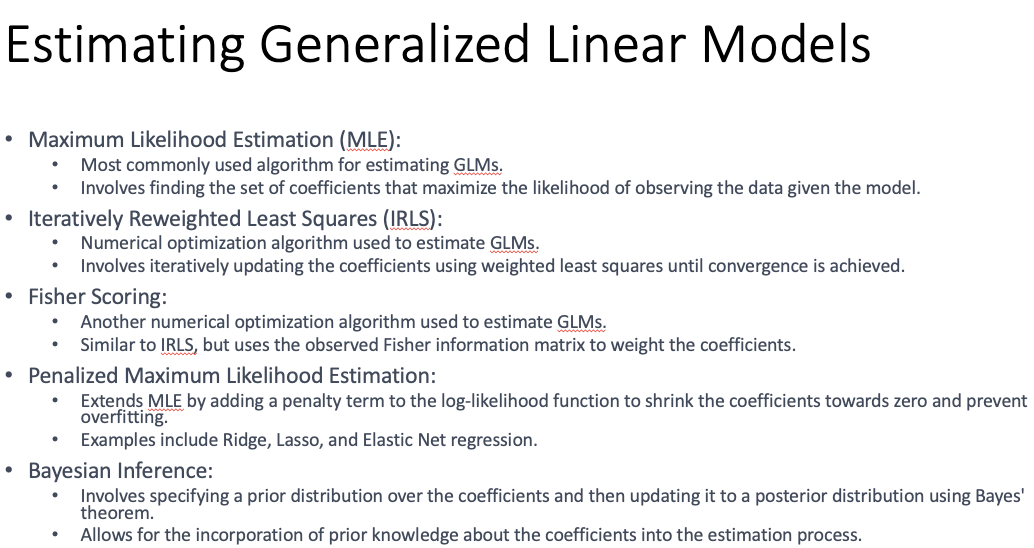 Estimating Generalized Linear Models
• Maximum Likelihood Estimation (MLE):
• Most commonly used algorithm for estimating GLMs.
• Involves finding the set of coefficients that maximize the likelihood of observing the data given the model.
• Iteratively Reweighted Least Squares (IRLS):
• Numerical optimization algorithm used to estimate GLMs.
• Involves iteratively updating the coefficients using weighted least squares until convergence is achieved.
• Fisher Scoring:
• Another numerical optimization algorithm used to estimate GLMs.
• Similar to IRLS, but uses the observed Fisher information matrix to weight the coefficients.
• Penalized Maximum Likelihood Estimation:
• Extends MLE by adding a penalty term to the log-likelihood function to shrink the coefficients towards zero and prevent
overfitting.
• Examples include Ridge, Lasso, and Elastic Net regression.
• Bayesian Inference:
• Involves specifying a prior distribution over the coefficients and then updating it to a posterior distribution using Bayes'
theorem.
• Allows for the incorporation of prior knowledge about the coefficients into the estimation process.